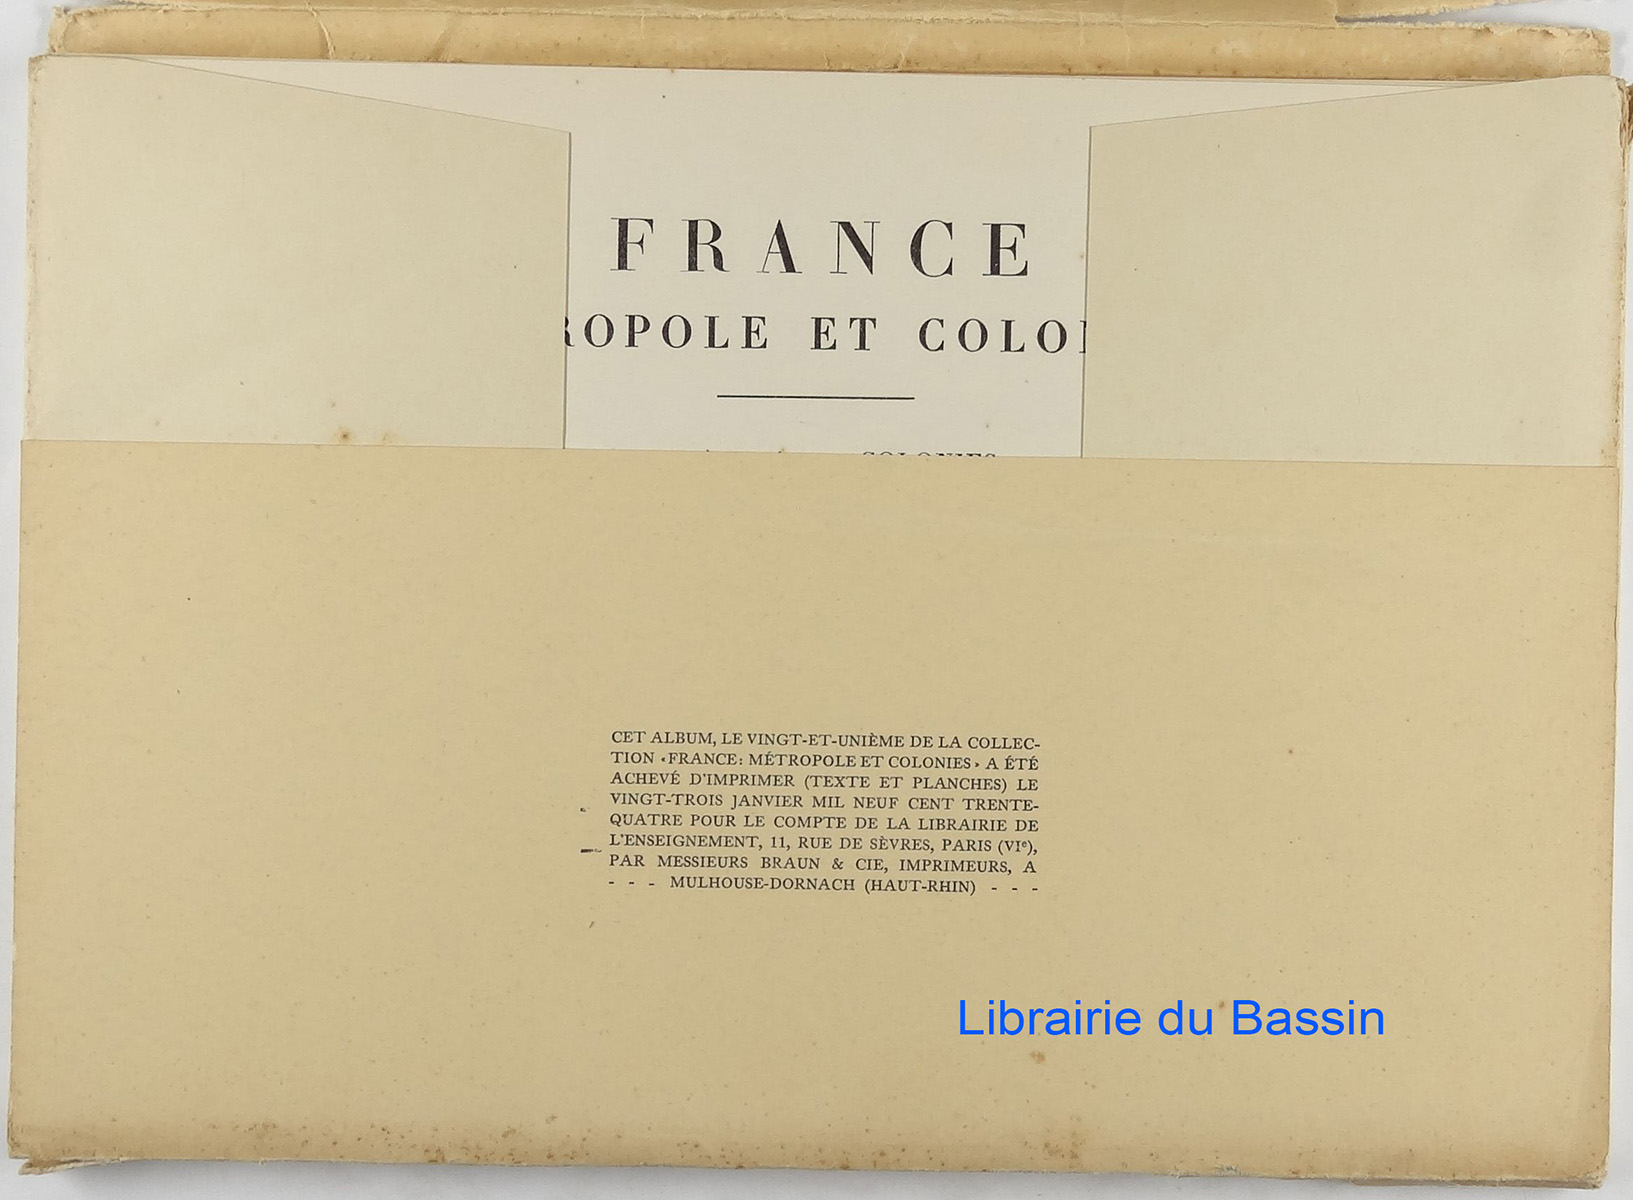 FRANCE
ROPOLE ET COLO
COLONIES
CET ALBUM, LE VINGT-ET-UNIÈME DE LA COLLEC-
TION «FRANCE: MÉTROPOLE ET COLONIES» A ÉTÉ
ACHEVÉ D'IMPRIMER (TEXTE ET PLANCHES) LE
VINGT-TROIS JANVIER MIL NEUF CENT TRENTE-
QUATRE POUR LE COMPTE DE LA LIBRAIRIE DE
L'ENSEIGNEMENT, 11, RUE DE SÈVRES, PARIS (VIe),
PAR MESSIEURS BRAUN & CIE, IMPRIMEURS, A
- - - MULHOUSE-DORNACH (HAUT-RHIN) - - -
Librairie du Bassin